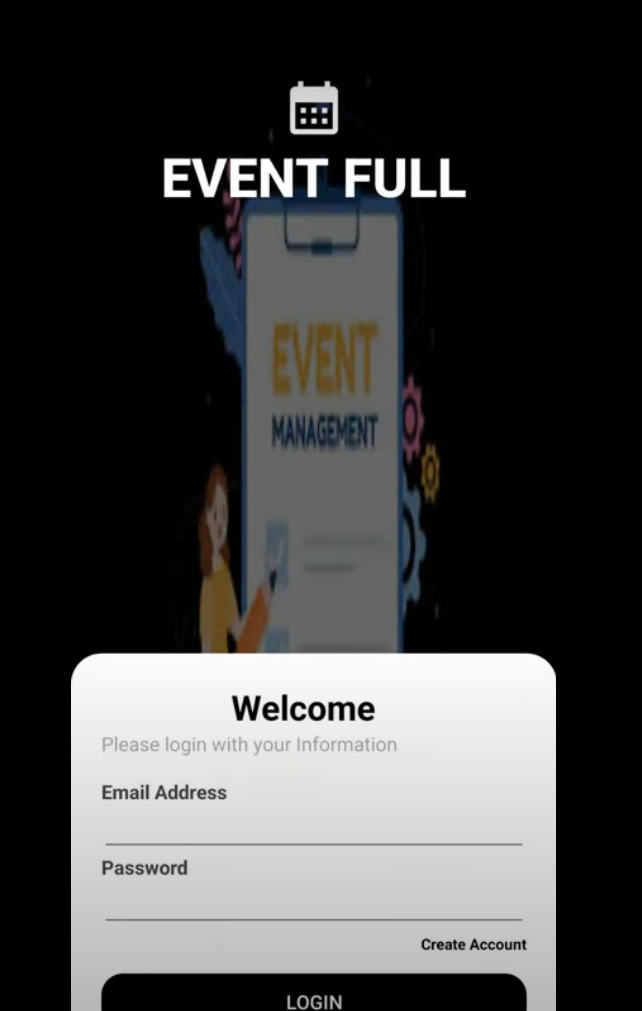 EVENT FULL
EVENT
MANAGEMENT
Welcome
Please login with your Information
Email Address
Password
Create Account
LOGIN